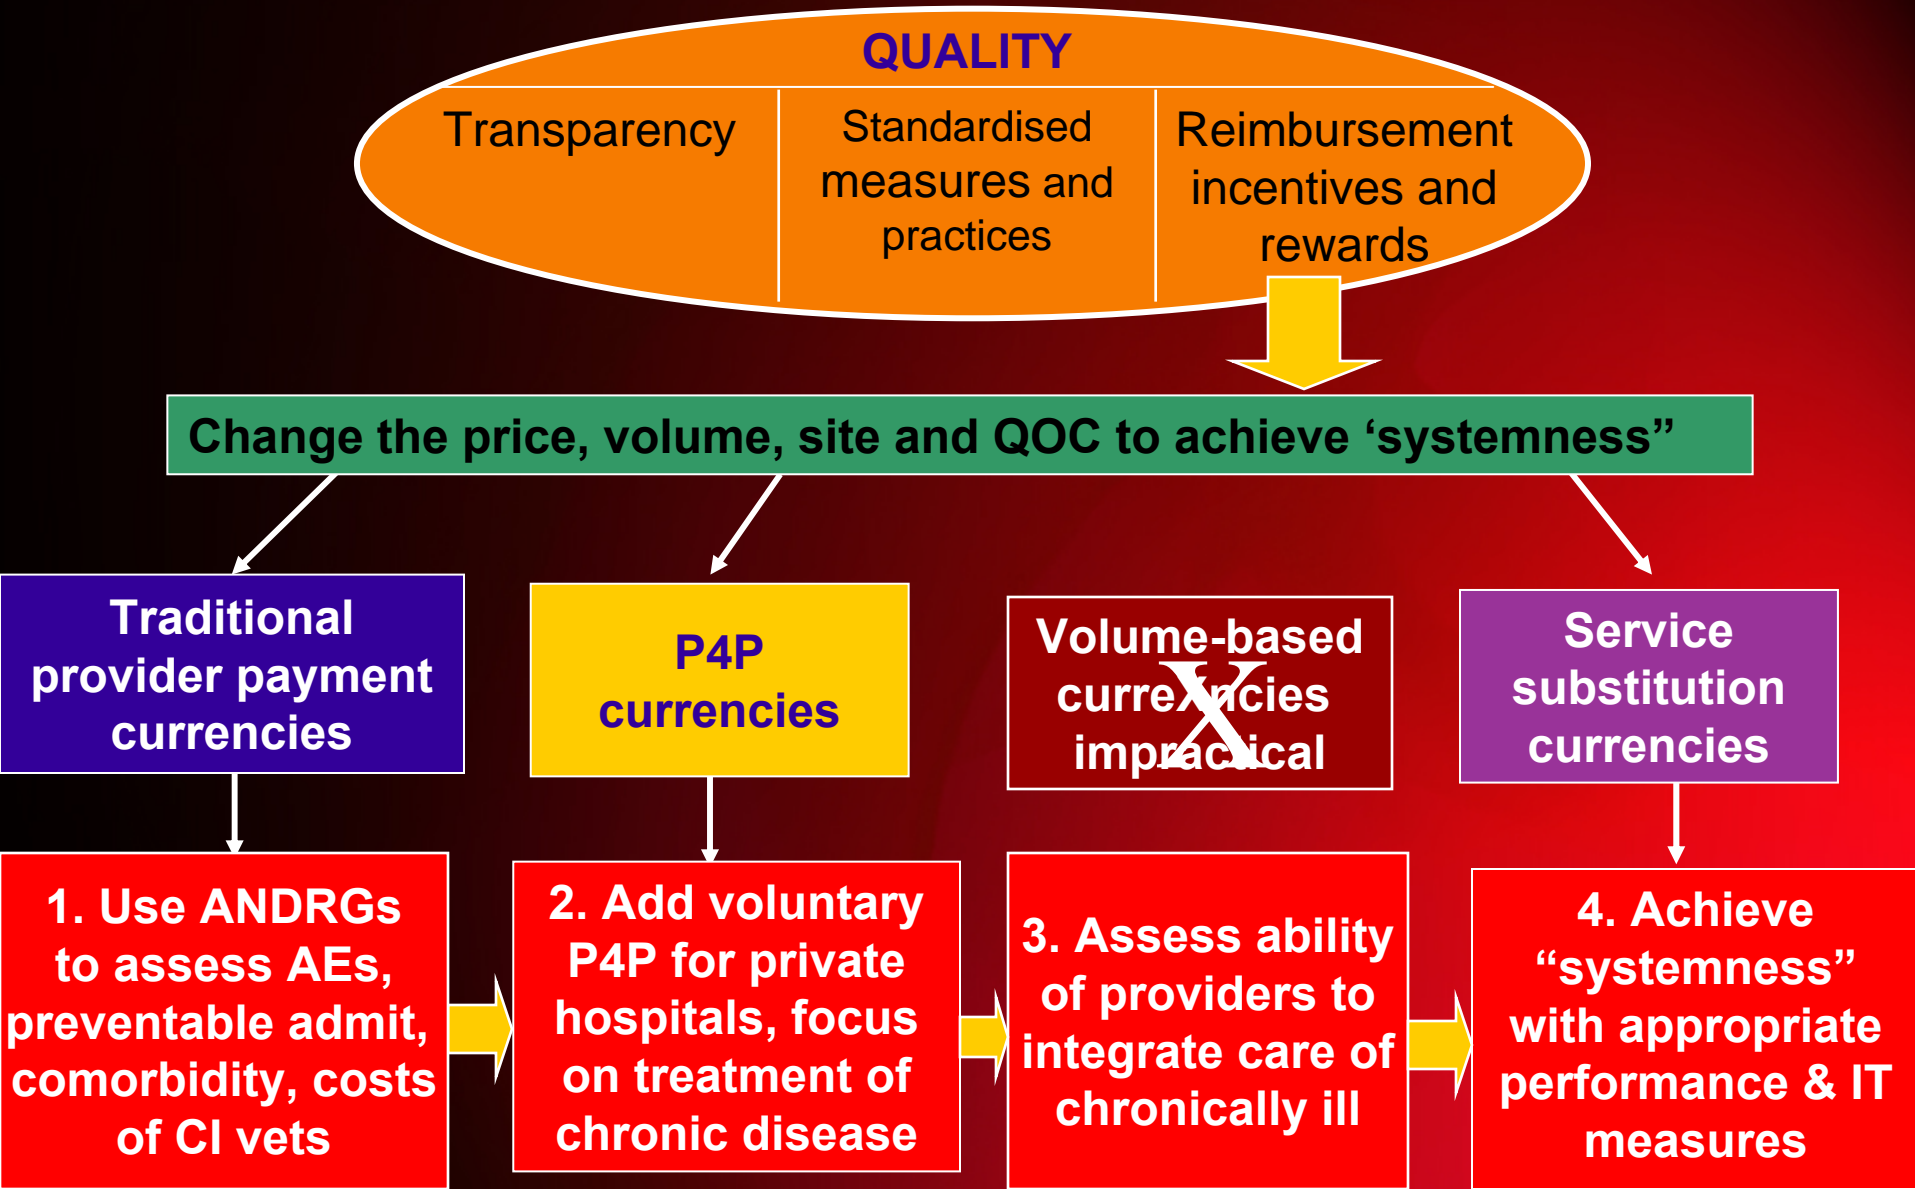 QUALITY
Transparency
Standardised
measures and
practices
Reimbursement
incentives and
rewards
Change the price, volume, site and QOC to achieve ‘systemness”
Traditional
provider payment
currencies
P4P
currencies
Volume-based
curreXncies
impractical
X
Service
substitution
currencies
1. Use ANDRGs
to assess AEs,
preventable admit,
comorbidity, costs
of CI vets
2. Add voluntary
P4P for private
hospitals, focus
on treatment of
chronic disease
3. Assess ability
of providers to
integrate care of
chronically ill
4. Achieve
“systemness”
with appropriate
performance & IT
measures